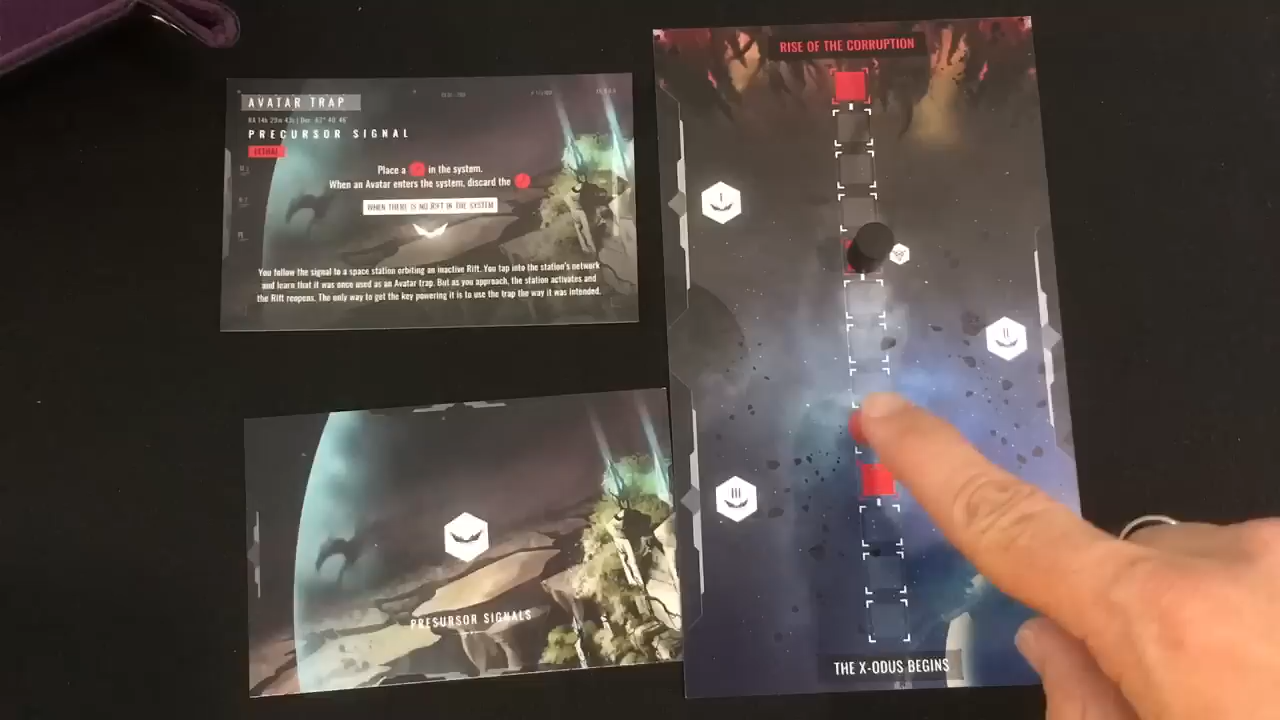 AVATAR TRAP
PRECURSOR SIGNAL
LETHAL
Place a in the system.
When an Avatar enters the system, discard the
WHEN THERE IS NO RIFT IN THE SYSTEM
You follow the signal to a space station orbiting an inactive Rift. You tap into the station's network
and learn that it was once used as an Avatar trap. But as you approach, the station activates and
the Rift reopens. The only way to get the key powering it is to use the trap the way it was intended.
PRESURSOR SIGNALS
RISE OF THE CORRUPTION
I
II
III
THE X-ODUS BEGINS